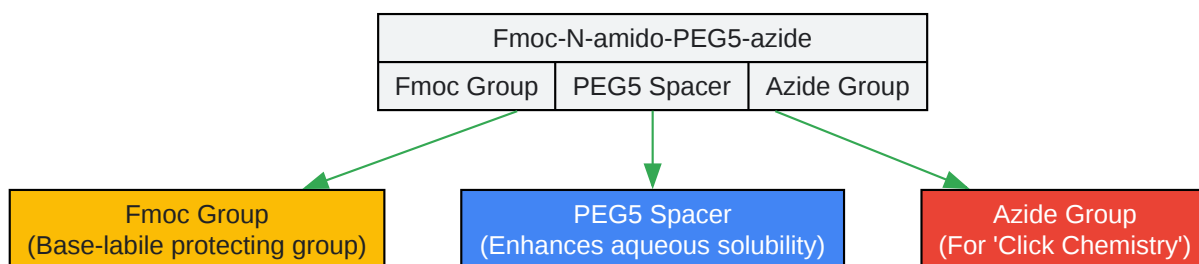 Fmoc-N-amido-PEG5-azide
Fmoc Group
PEG5 Spacer
Azide Group
Fmoc Group
(Base-labile protecting group)
PEG5 Spacer
(Enhances aqueous solubility)
Azide Group
(For 'Click Chemistry')